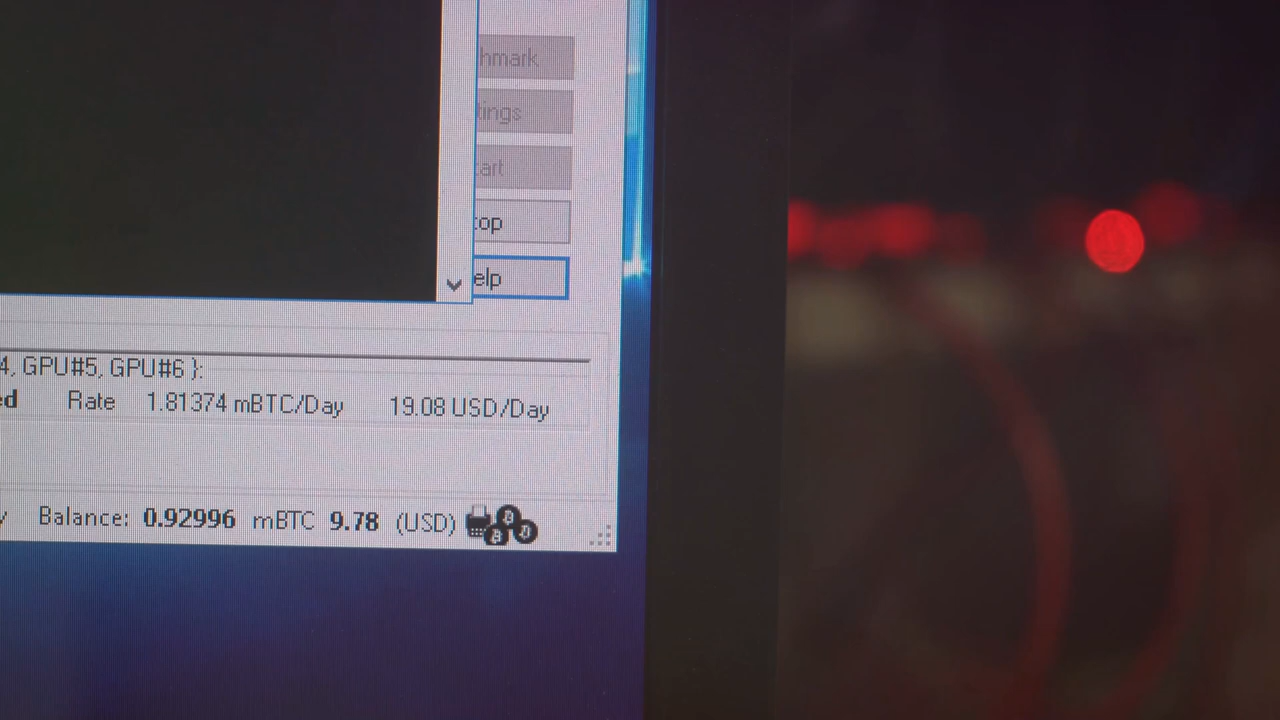 hmark
tings
tart
top
elp
4, GPU#5, GPU#6 }:
ed Rate 1.81374 mBTC/Day 19.08 USD/Day
y Balance: 0.92996 mBTC 9.78 (USD)